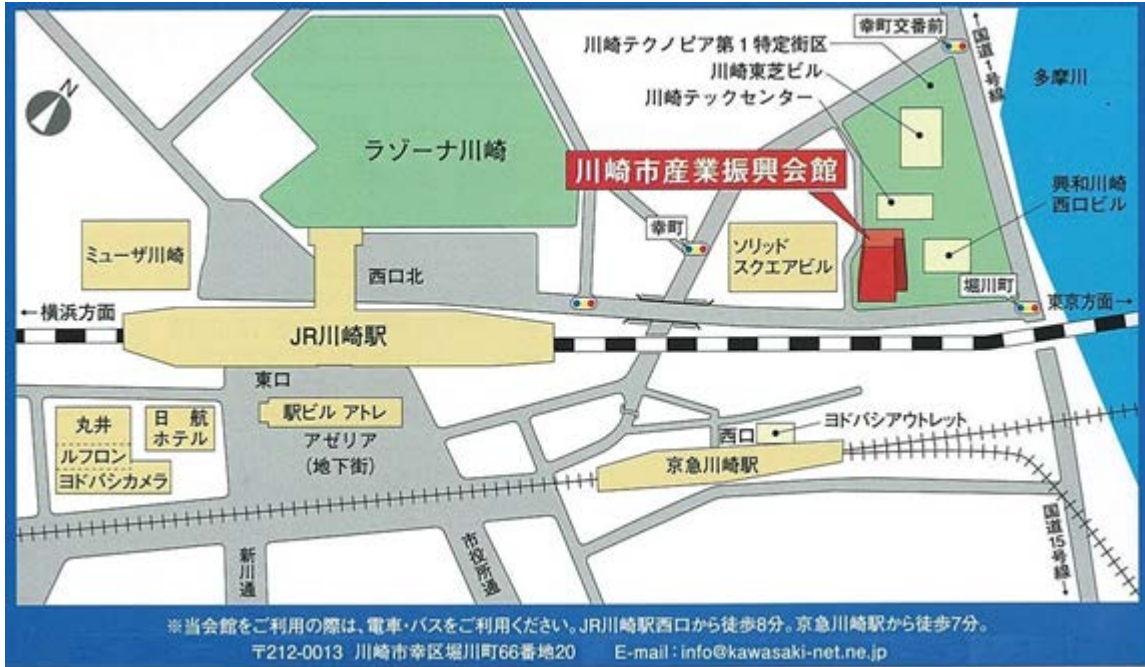 N
幸町交番前
国道1号線
川崎テクノピア第1特定街区
多摩川
川崎東芝ビル
川崎テックセンター
ラゾーナ川崎
川崎市産業振興会館
興和川崎
西口ビル
幸町
ミューザ川崎
ソリッド
スクエアビル
西口北
堀川町
←横浜方面
東京方面→
JR川崎駅
東口
丸井
日航
ホテル
駅ビル アトレ
ヨドバシアウトレット
ルフロン
アゼリア
(地下街)
西口
京急川崎駅
ヨドバシカメラ
新川通
市役所通
国道15号線
※当会館をご利用の際は、電車・バスをご利用ください。JR川崎駅西口から徒歩8分。京急川崎駅から徒歩7分。
〒212-0013 川崎市幸区堀川町66番地20 E-mail:info@kawasaki-net.ne.jp